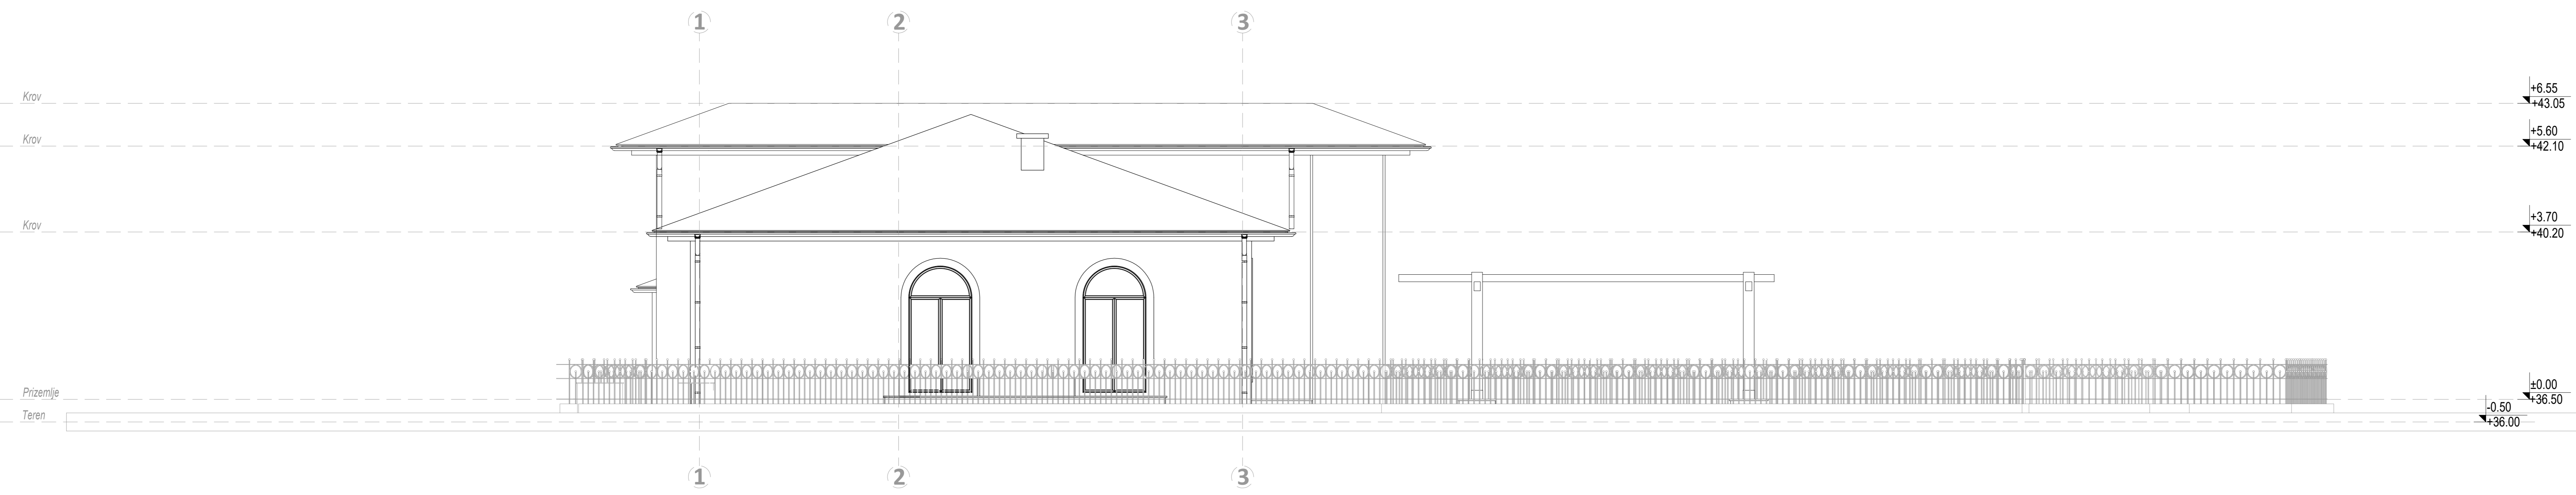 1 2 3
Krov
+6.55
+43.05
Krov
+5.60
+42.10
Krov
+3.70
+40.20
Prizemlje
±0.00
+36.50
Teren
-0.50
+36.00
1 2 3